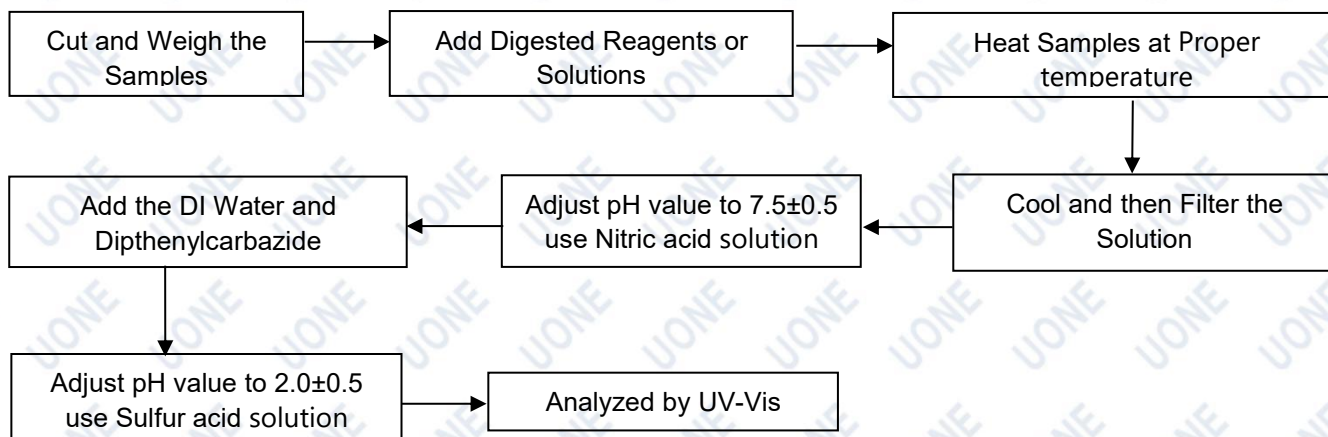 Cut and Weigh the
Samples
Add Digested Reagents or
Solutions
Heat Samples at Proper
temperature
Cool and then Filter the
Solution
Adjust pH value to 7.5±0.5
use Nitric acid solution
Add the DI Water and
Dipthenylcarbazide
Adjust pH value to 2.0±0.5
use Sulfur acid solution
Analyzed by UV-Vis
UONE